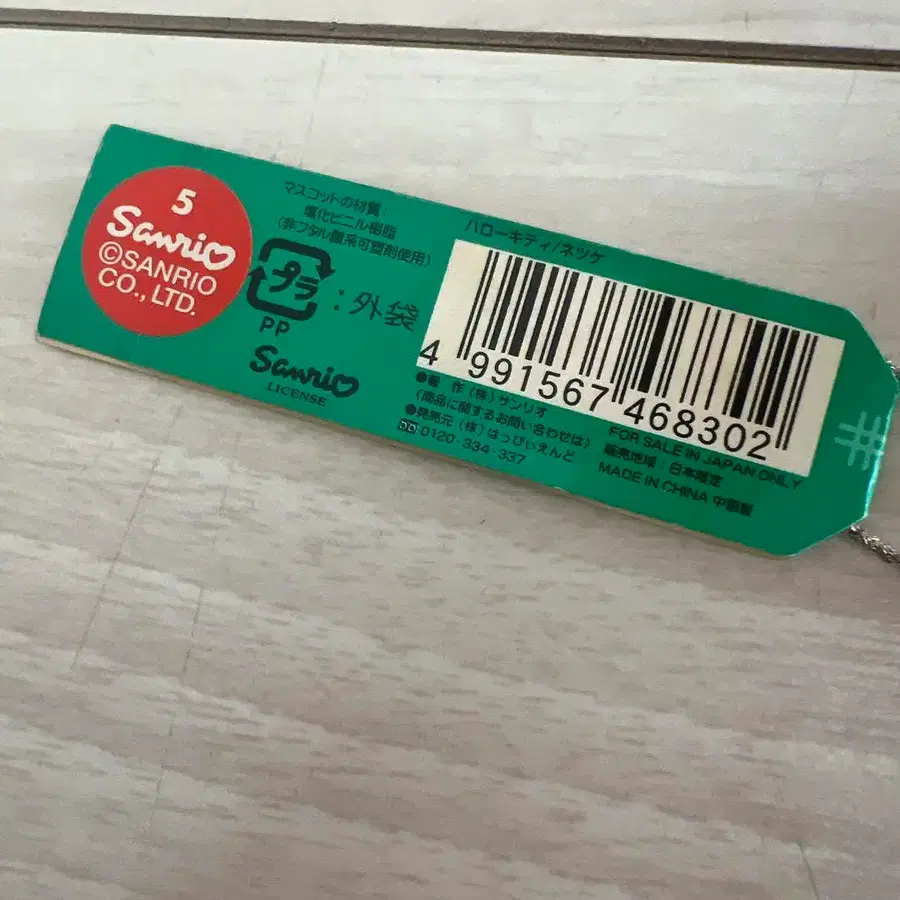 5
Sanrio
©SANRIO
CO., LTD.
マスコットの材質:
塩化ビニル樹脂
(非フタル酸系可塑剤使用)
プラ
:外袋
PP
Sanrio
LICENSE
ハローキティ/ネツケ
4 991567 468302
●著 作(株)サンリオ
(商品に関するお問い合わせは)
●発売元(株)はっぴぃえんど
0120-334-337
FOR SALE IN JAPAN ONLY
販売地域:日本限定
MADE IN CHINA 中国製